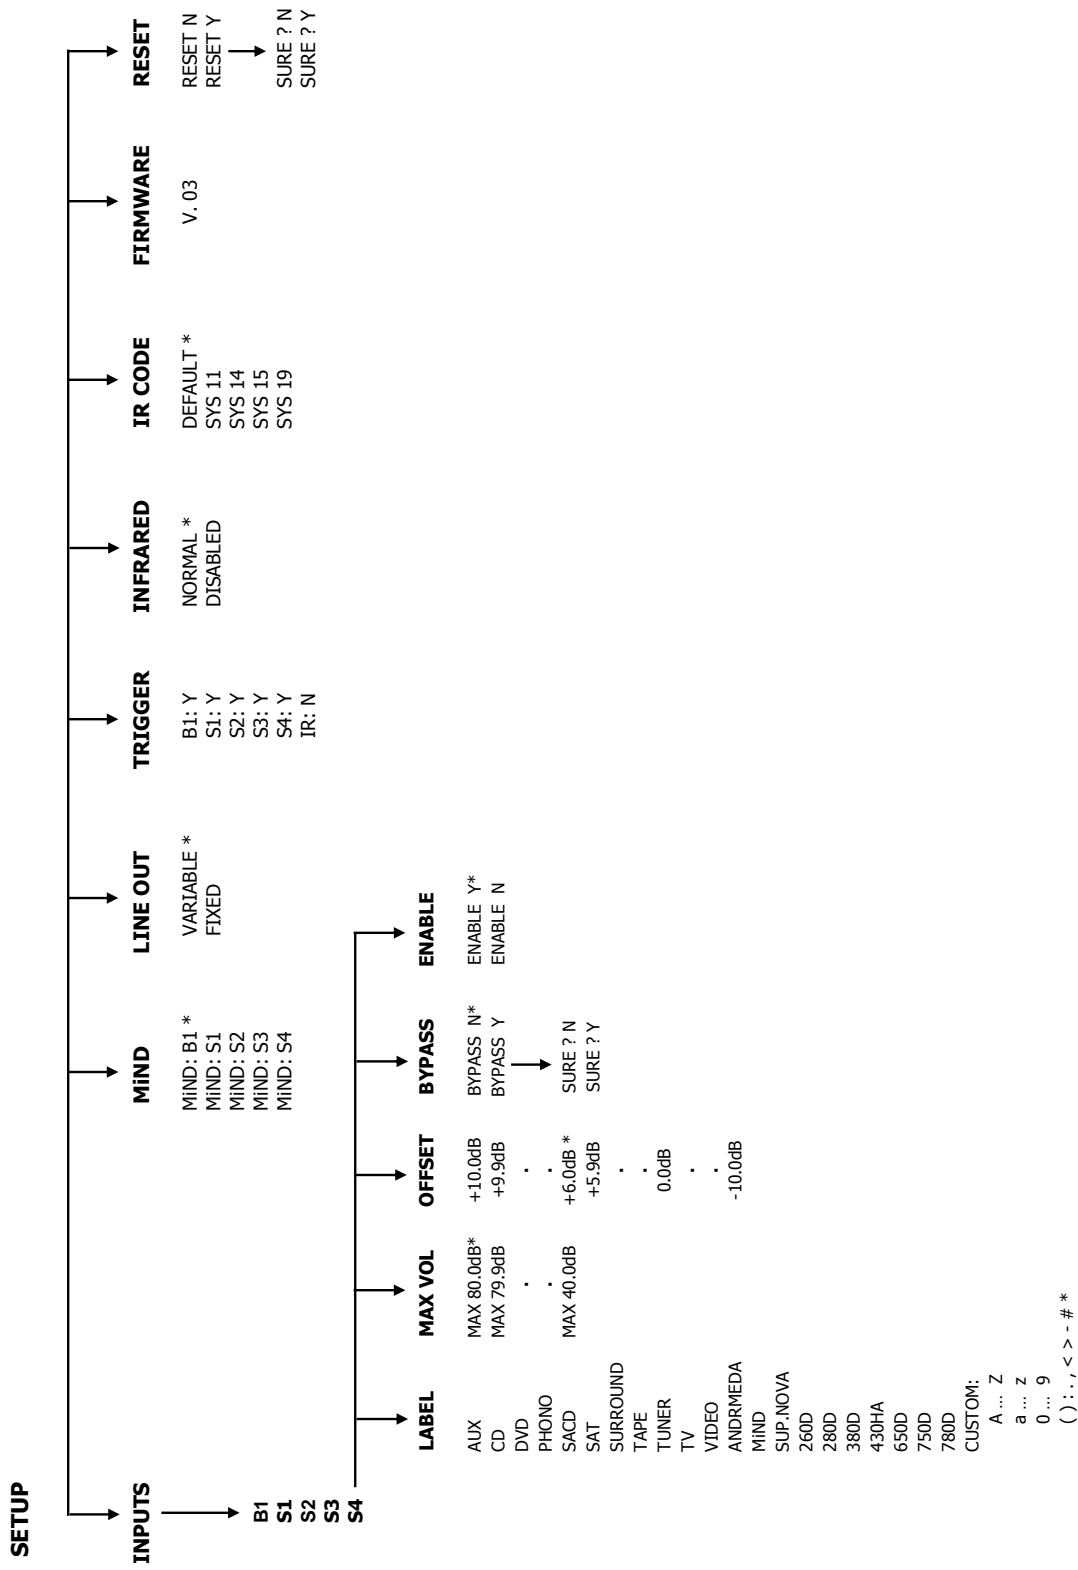 SETUP
INPUTS
B1
S1
S2
S3
S4
LABEL
AUX
CD
DVD
PHONO
SACD
SAT
SURROUND
TAPE
TUNER
TV
VIDEO
ANDRMEDA
MiND
SUP.NOVA
260D
280D
380D
430HA
650D
750D
780D
CUSTOM:
A ... Z
a ... z
0 ... 9
( ) : . , < > - # *
MAX VOL
MAX 80.0dB*
MAX 79.9dB
.
.
MAX 40.0dB
OFFSET
+10.0dB
+9.9dB
.
.
+6.0dB *
+5.9dB
.
.
0.0dB
.
.
-10.0dB
BYPASS
BYPASS N*
BYPASS Y
SURE ? N
SURE ? Y
ENABLE
ENABLE Y*
ENABLE N
MiND
MiND: B1 *
MiND: S1
MiND: S2
MiND: S3
MiND: S4
LINE OUT
VARIABLE *
FIXED
TRIGGER
B1: Y
S1: Y
S2: Y
S3: Y
S4: Y
IR: N
INFRARED
NORMAL *
DISABLED
IR CODE
DEFAULT *
SYS 11
SYS 14
SYS 15
SYS 19
FIRMWARE
V. 03
RESET
RESET N
RESET Y
SURE ? N
SURE ? Y